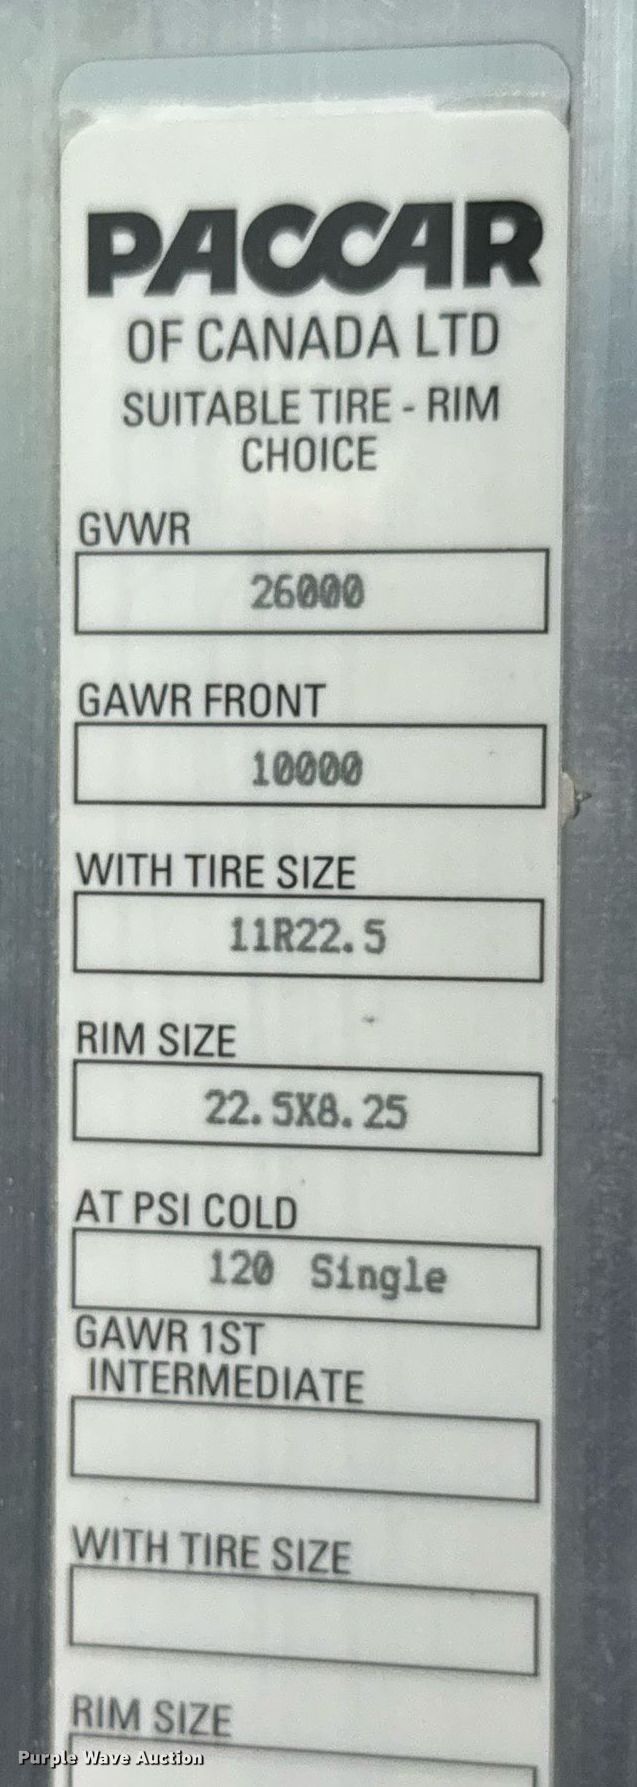 PACCAR
OF CANADA LTD
SUITABLE TIRE - RIM
CHOICE
GVWR
26000
GAWR FRONT
10000
WITH TIRE SIZE
11R22.5
RIM SIZE
22.5X8.25
AT PSI COLD
120 Single
GAWR 1ST
INTERMEDIATE
WITH TIRE SIZE
RIM SIZE
Purple Wave Auction